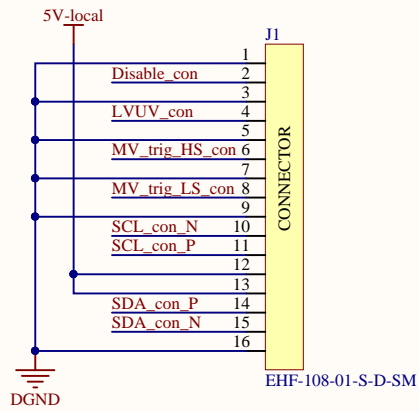 5V-local
J1
1
Disable_con 2
3
LVUV_con 4
5
MV_trig_HS_con 6
7
MV_trig_LS_con 8
9
SCL_con_N 10
SCL_con_P 11
12
13
SDA_con_P 14
SDA_con_N 15
16
CONNECTOR
EHF-108-01-S-D-SM
DGND